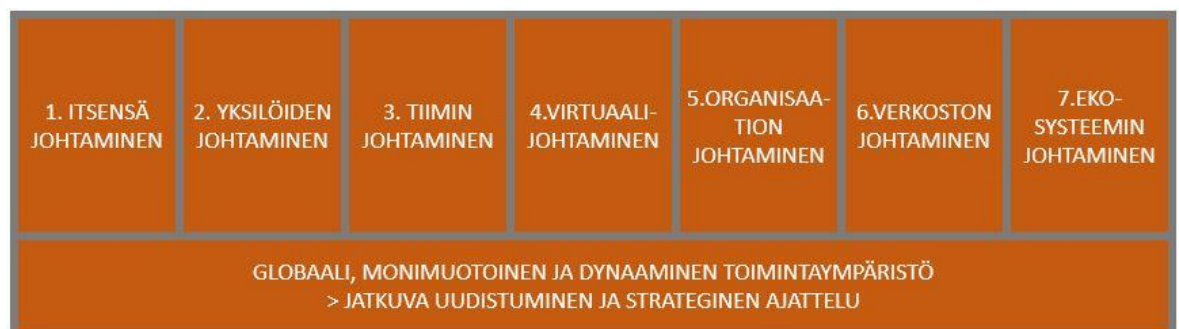 1. ITSENSÄ
JOHTAMINEN
2. YKSILÖIDEN
JOHTAMINEN
3. TIIMIN
JOHTAMINEN
4.VIRTUAALI-
JOHTAMINEN
5.ORGANISAA-
TION
JOHTAMINEN
6.VERKOSTON
JOHTAMINEN
7.EKO-
SYSTEEMIN
JOHTAMINEN
GLOBAALI, MONIMUOTOINEN JA DYNAAMINEN TOIMINTAYMPÄRISTÖ
> JATKUVA UUDISTUMINEN JA STRATEGINEN AJATTELU